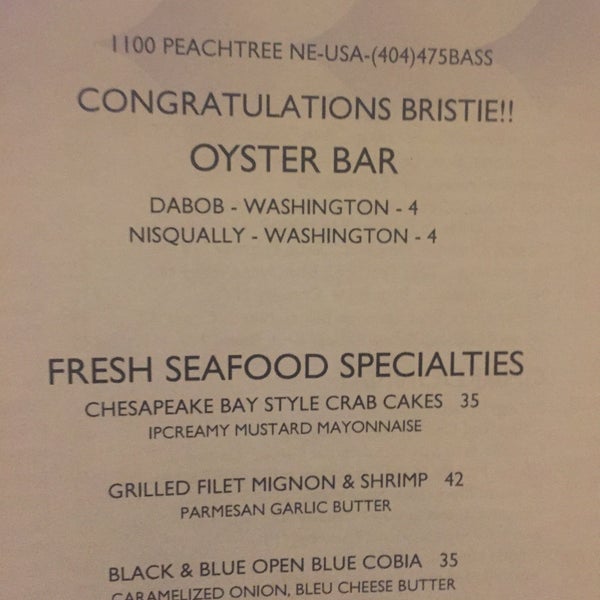 1100 PEACHTREE NE-USA-(404)475BASS
CONGRATULATIONS BRISTIE!!
OYSTER BAR
DABOB - WASHINGTON - 4
NISQUALLY - WASHINGTON - 4
FRESH SEAFOOD SPECIALTIES
CHESAPEAKE BAY STYLE CRAB CAKES 35
IPCREAMY MUSTARD MAYONNAISE
GRILLED FILET MIGNON & SHRIMP 42
PARMESAN GARLIC BUTTER
BLACK & BLUE OPEN BLUE COBIA 35
CARAMELIZED ONION, BLEU CHEESE BUTTER